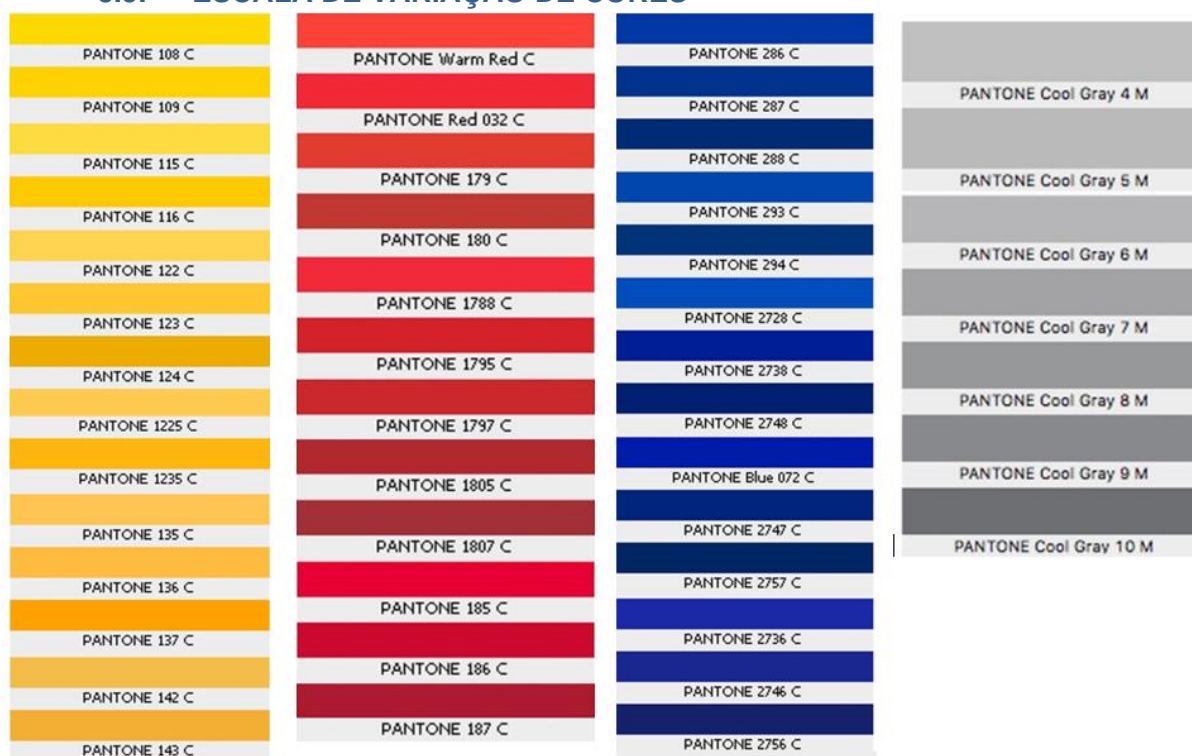 PANTONE 108 C
PANTONE 109 C
PANTONE 115 C
PANTONE 116 C
PANTONE 122 C
PANTONE 123 C
PANTONE 124 C
PANTONE 1225 C
PANTONE 1235 C
PANTONE 135 C
PANTONE 136 C
PANTONE 137 C
PANTONE 142 C
PANTONE 143 C
PANTONE Warm Red C
PANTONE Red 032 C
PANTONE 179 C
PANTONE 180 C
PANTONE 1788 C
PANTONE 1795 C
PANTONE 1797 C
PANTONE 1805 C
PANTONE 1807 C
PANTONE 185 C
PANTONE 186 C
PANTONE 187 C
PANTONE 286 C
PANTONE 287 C
PANTONE 288 C
PANTONE 293 C
PANTONE 294 C
PANTONE 2728 C
PANTONE 2738 C
PANTONE 2748 C
PANTONE Blue 072 C
PANTONE 2747 C
PANTONE 2757 C
PANTONE 2736 C
PANTONE 2746 C
PANTONE 2756 C
PANTONE Cool Gray 4 M
PANTONE Cool Gray 5 M
PANTONE Cool Gray 6 M
PANTONE Cool Gray 7 M
PANTONE Cool Gray 8 M
PANTONE Cool Gray 9 M
PANTONE Cool Gray 10 M